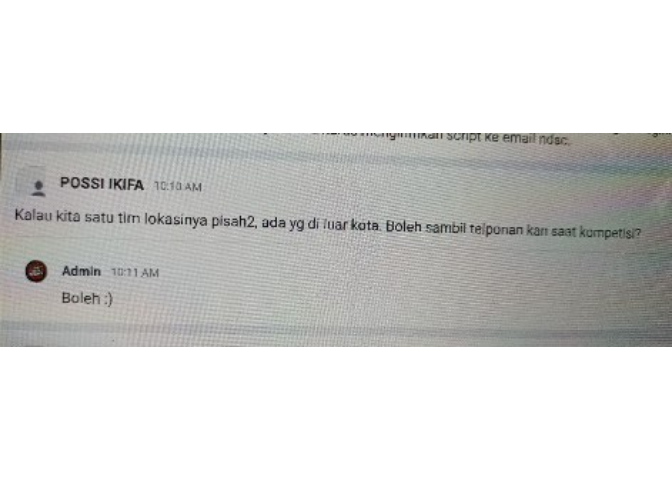 mengirimkan script ke email ndsc.
POSSI IKIFA 10:10 AM
Kalau kita satu tim lokasinya pisah2, ada yg di luar kota. Boleh sambil telponan kan saat kompetisi?
Admin 10:11 AM
Boleh :)